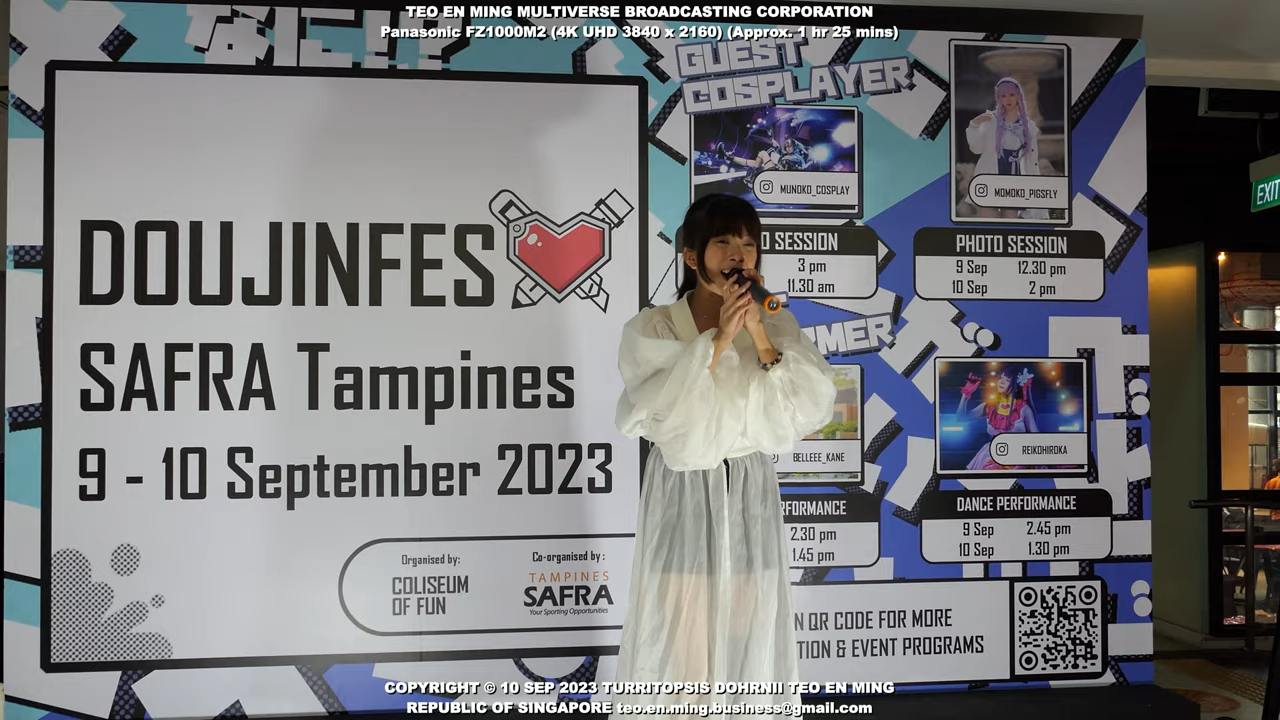 TEO EN MING MULTIVERSE BROADCASTING CORPORATION
Panasonic FZ1000M2 (4K UHD 3840 x 2160) (Approx. 1 hr 25 mins)
GUEST
COSPLAYER
MUNOKO_COSPLAY
MOMOKO_PIGSFLY
SESSION
3 pm
11.30 am
PHOTO SESSION
9 Sep 12.30 pm
10 Sep 2 pm
DOUJINFES
SAFRA Tampines
9 - 10 September 2023
Organised by:
COLISEUM
OF FUN
Co-organised by :
TAMPINES
SAFRA
Your Sporting Opportunities
BELLEEE_KANE
2.30 pm
1.45 pm
REIKOHIROKA
DANCE PERFORMANCE
9 Sep 2.45 pm
10 Sep 1.30 pm
QR CODE FOR MORE
& EVENT PROGRAMS
EXIT
COPYRIGHT © 10 SEP 2023 TURRITOPSIS DOHRNII TEO EN MING
REPUBLIC OF SINGAPORE teo.en.ming.business@gmail.com